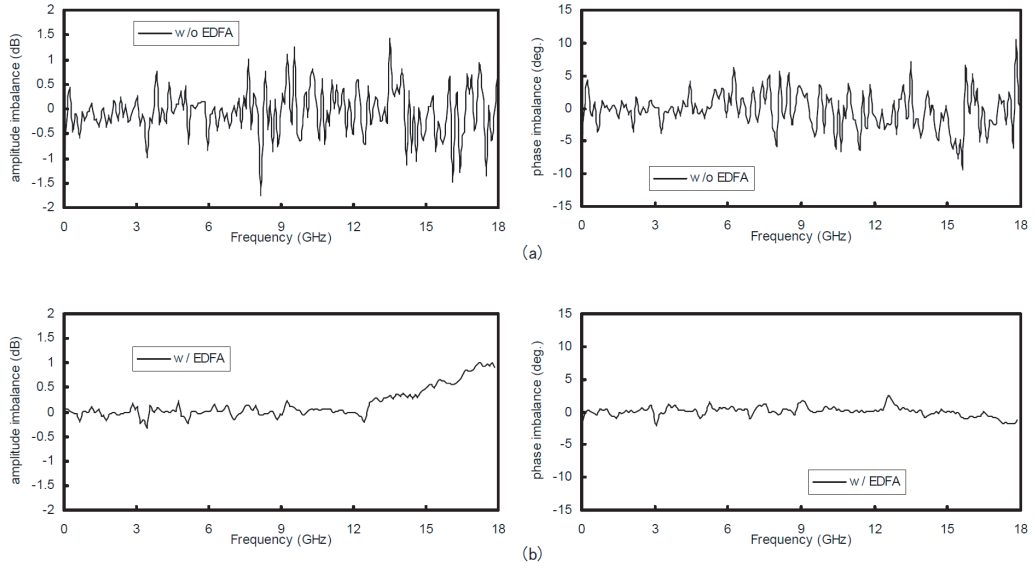 2
1.5
1
0.5
0
-0.5
-1
-1.5
-2
amplitude imbalance (dB)
w/o EDFA
0 3 6 9 12 15 18
Frequency (GHz)
15
10
5
0
-5
-10
-15
phase imbalance (deg.)
w/o EDFA
0 3 6 9 12 15 18
Frequency (GHz)
(a)
2
1.5
1
0.5
0
-0.5
-1
-1.5
-2
amplitude imbalance (dB)
w/ EDFA
0 3 6 9 12 15 18
Frequency (GHz)
15
10
5
0
-5
-10
-15
phase imbalance (deg.)
w/ EDFA
0 3 6 9 12 15 18
Frequency (GHz)
(b)